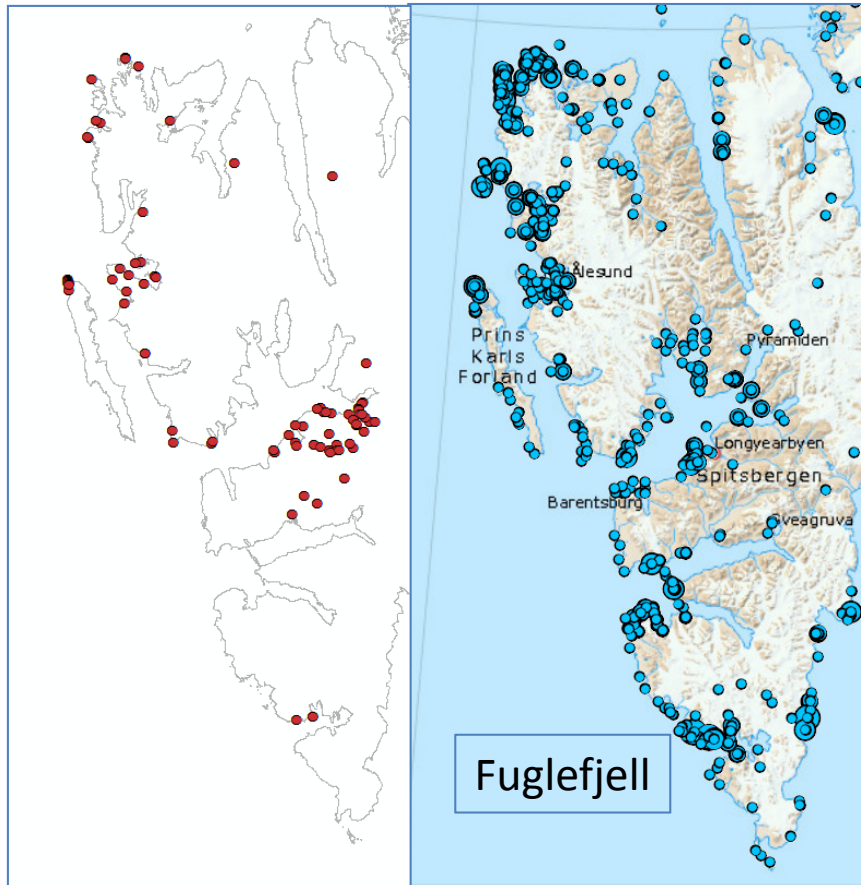 Ålesund
Prins
Karls
Forland
Pyramiden
Longyearbyen
Spitsbergen
Barentsburg
Sveagruva
Fuglefjell